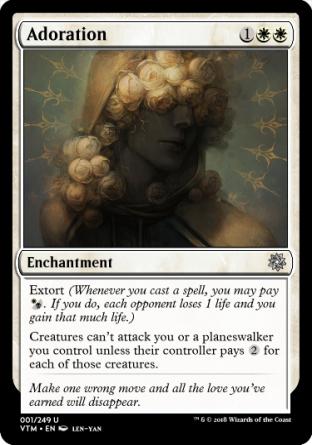 Adoration 1
Enchantment
Extort (Whenever you cast a spell, you may pay
. If you do, each opponent loses 1 life and you
gain that much life.)
Creatures can't attack you or a planeswalker
you control unless their controller pays 2 for
each of those creatures.
Make one wrong move and all the love you've
earned will disappear.
001/249 U
VTM • EN LEN-YAN
™ & © 2018 Wizards of the Coast